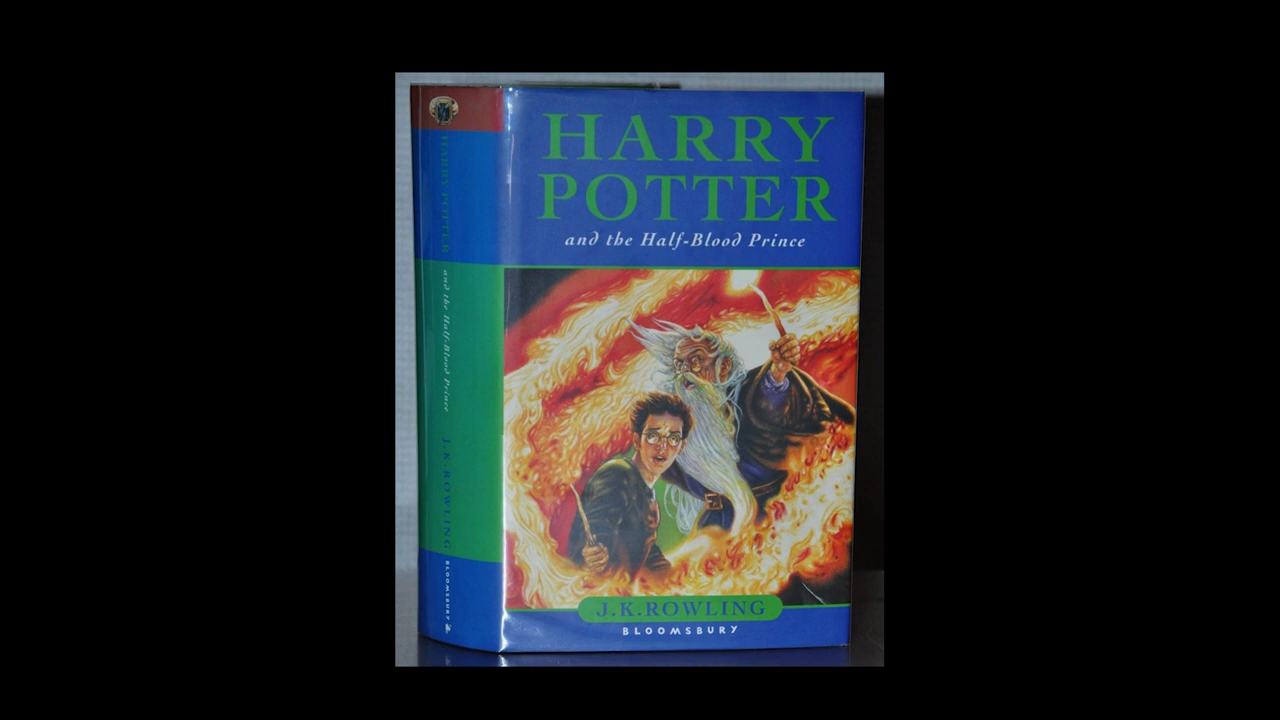 HARRY
POTTER
and the Half-Blood Prince
J.K.ROWLING
BLOOMSBURY
HARRY POTTER and the Half-Blood Prince J.K.ROWLING BLOOMSBURY